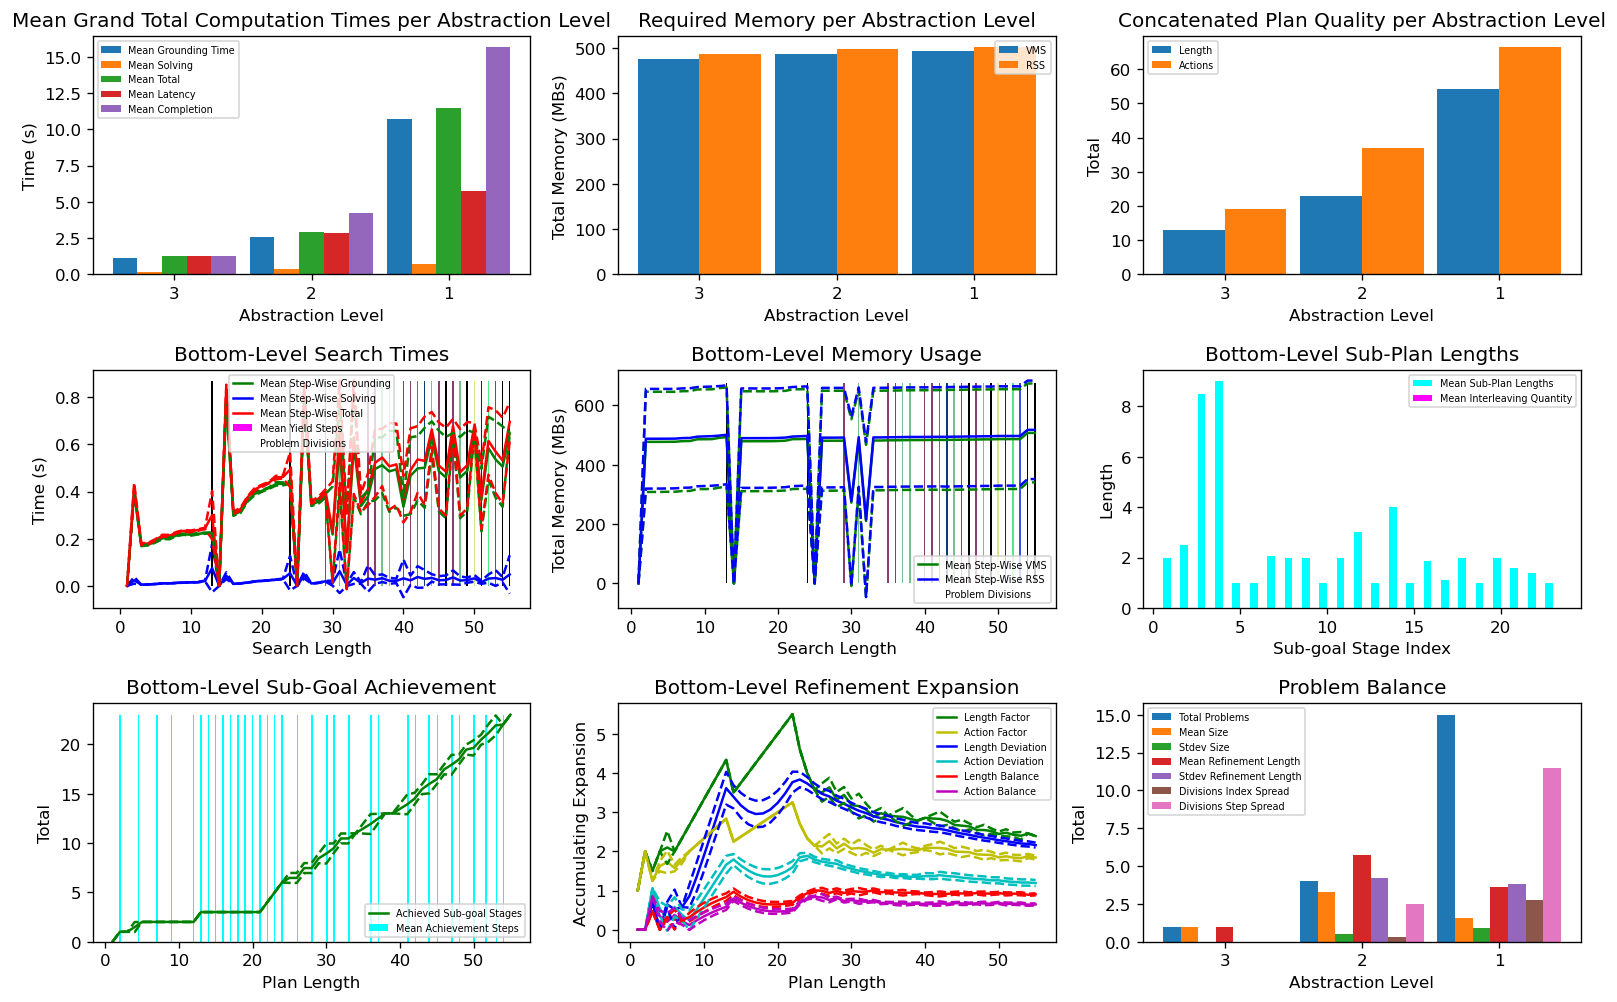 Mean Grand Total Computation Times per Abstraction Level
Time (s)
15.0
12.5
10.0
7.5
5.0
2.5
0.0
Mean Grounding Time
Mean Solving
Mean Total
Mean Latency
Mean Completion
3 2 1
Abstraction Level
Required Memory per Abstraction Level
Total Memory (MBs)
500
400
300
200
100
0
VMS
RSS
3 2 1
Abstraction Level
Concatenated Plan Quality per Abstraction Level
Total
60
50
40
30
20
10
0
Length
Actions
3 2 1
Abstraction Level
Bottom-Level Search Times
Time (s)
0.8
0.6
0.4
0.2
0.0
Mean Step-Wise Grounding
Mean Step-Wise Solving
Mean Step-Wise Total
Mean Yield Steps
Problem Divisions
0 10 20 30 40 50
Search Length
Bottom-Level Memory Usage
Total Memory (MBs)
600
400
200
0
Mean Step-Wise VMS
Mean Step-Wise RSS
Problem Divisions
0 10 20 30 40 50
Search Length
Bottom-Level Sub-Plan Lengths
Length
8
6
4
2
0
Mean Sub-Plan Lengths
Mean Interleaving Quantity
0 5 10 15 20
Sub-goal Stage Index
Bottom-Level Sub-Goal Achievement
Total
20
15
10
5
0
Achieved Sub-goal Stages
Mean Achievement Steps
0 10 20 30 40 50
Plan Length
Bottom-Level Refinement Expansion
Accumulating Expansion
5
4
3
2
1
0
Length Factor
Action Factor
Length Deviation
Action Deviation
Length Balance
Action Balance
0 10 20 30 40 50
Plan Length
Problem Balance
Total
15.0
12.5
10.0
7.5
5.0
2.5
0.0
Total Problems
Mean Size
Stdev Size
Mean Refinement Length
Stdev Refinement Length
Divisions Index Spread
Divisions Step Spread
3 2 1
Abstraction Level